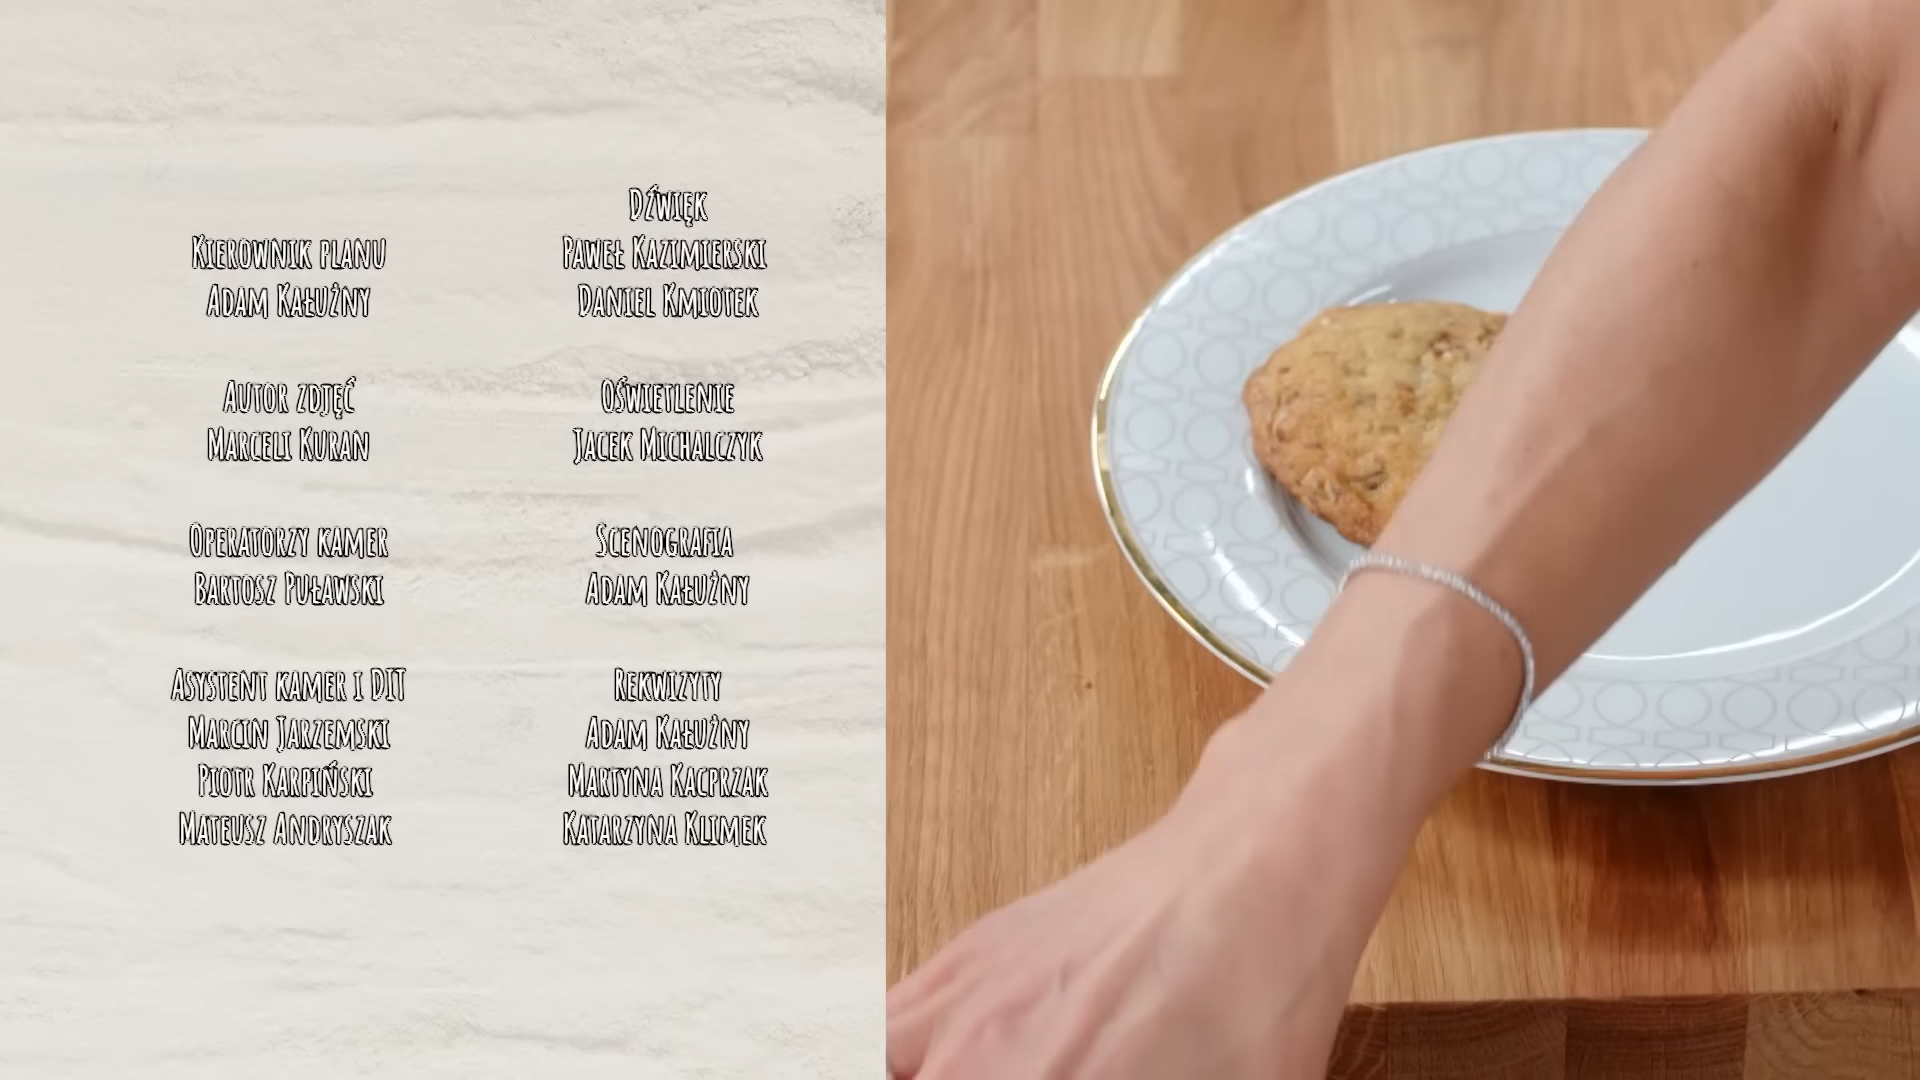 Kierownik planu
Adam Kałużny
Autor zdjęć
Marceli Kuran
Operatorzy kamer
Bartosz Puławski
Asystent kamer i DIT
Marcin Jarzemski
Piotr Karpiński
Mateusz Andryszak
Dźwięk
Paweł Kazimierski
Daniel Kmiotek
Oświetlenie
Jacek Michalczyk
Scenografia
Adam Kałużny
Rekwizyty
Adam Kałużny
Martyna Kacprzak
Katarzyna Klimek